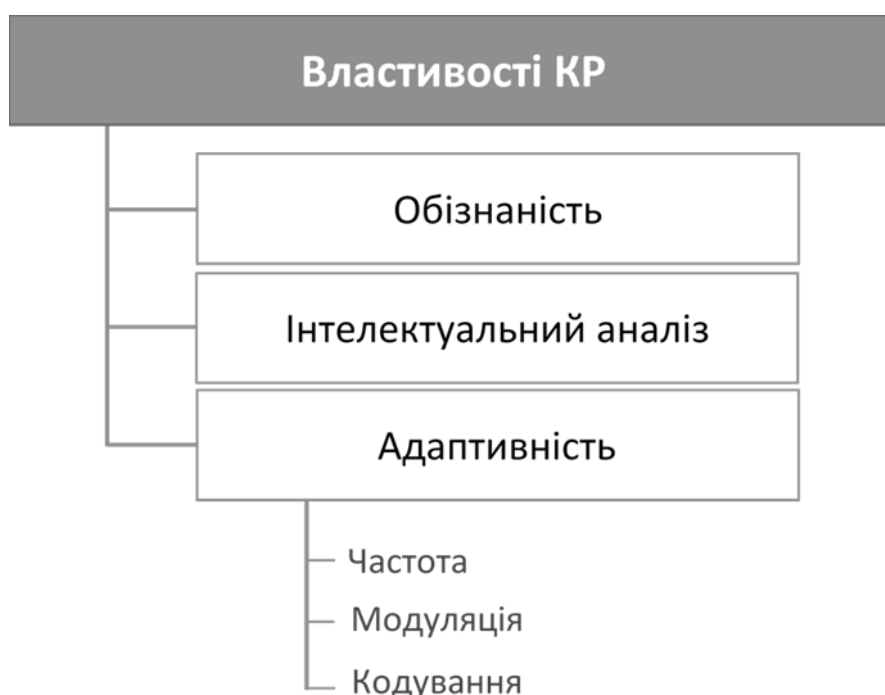 Властивості КР
Обізнаність
Інтелектуальний аналіз
Адаптивність
Частота
Модуляція
Кодування